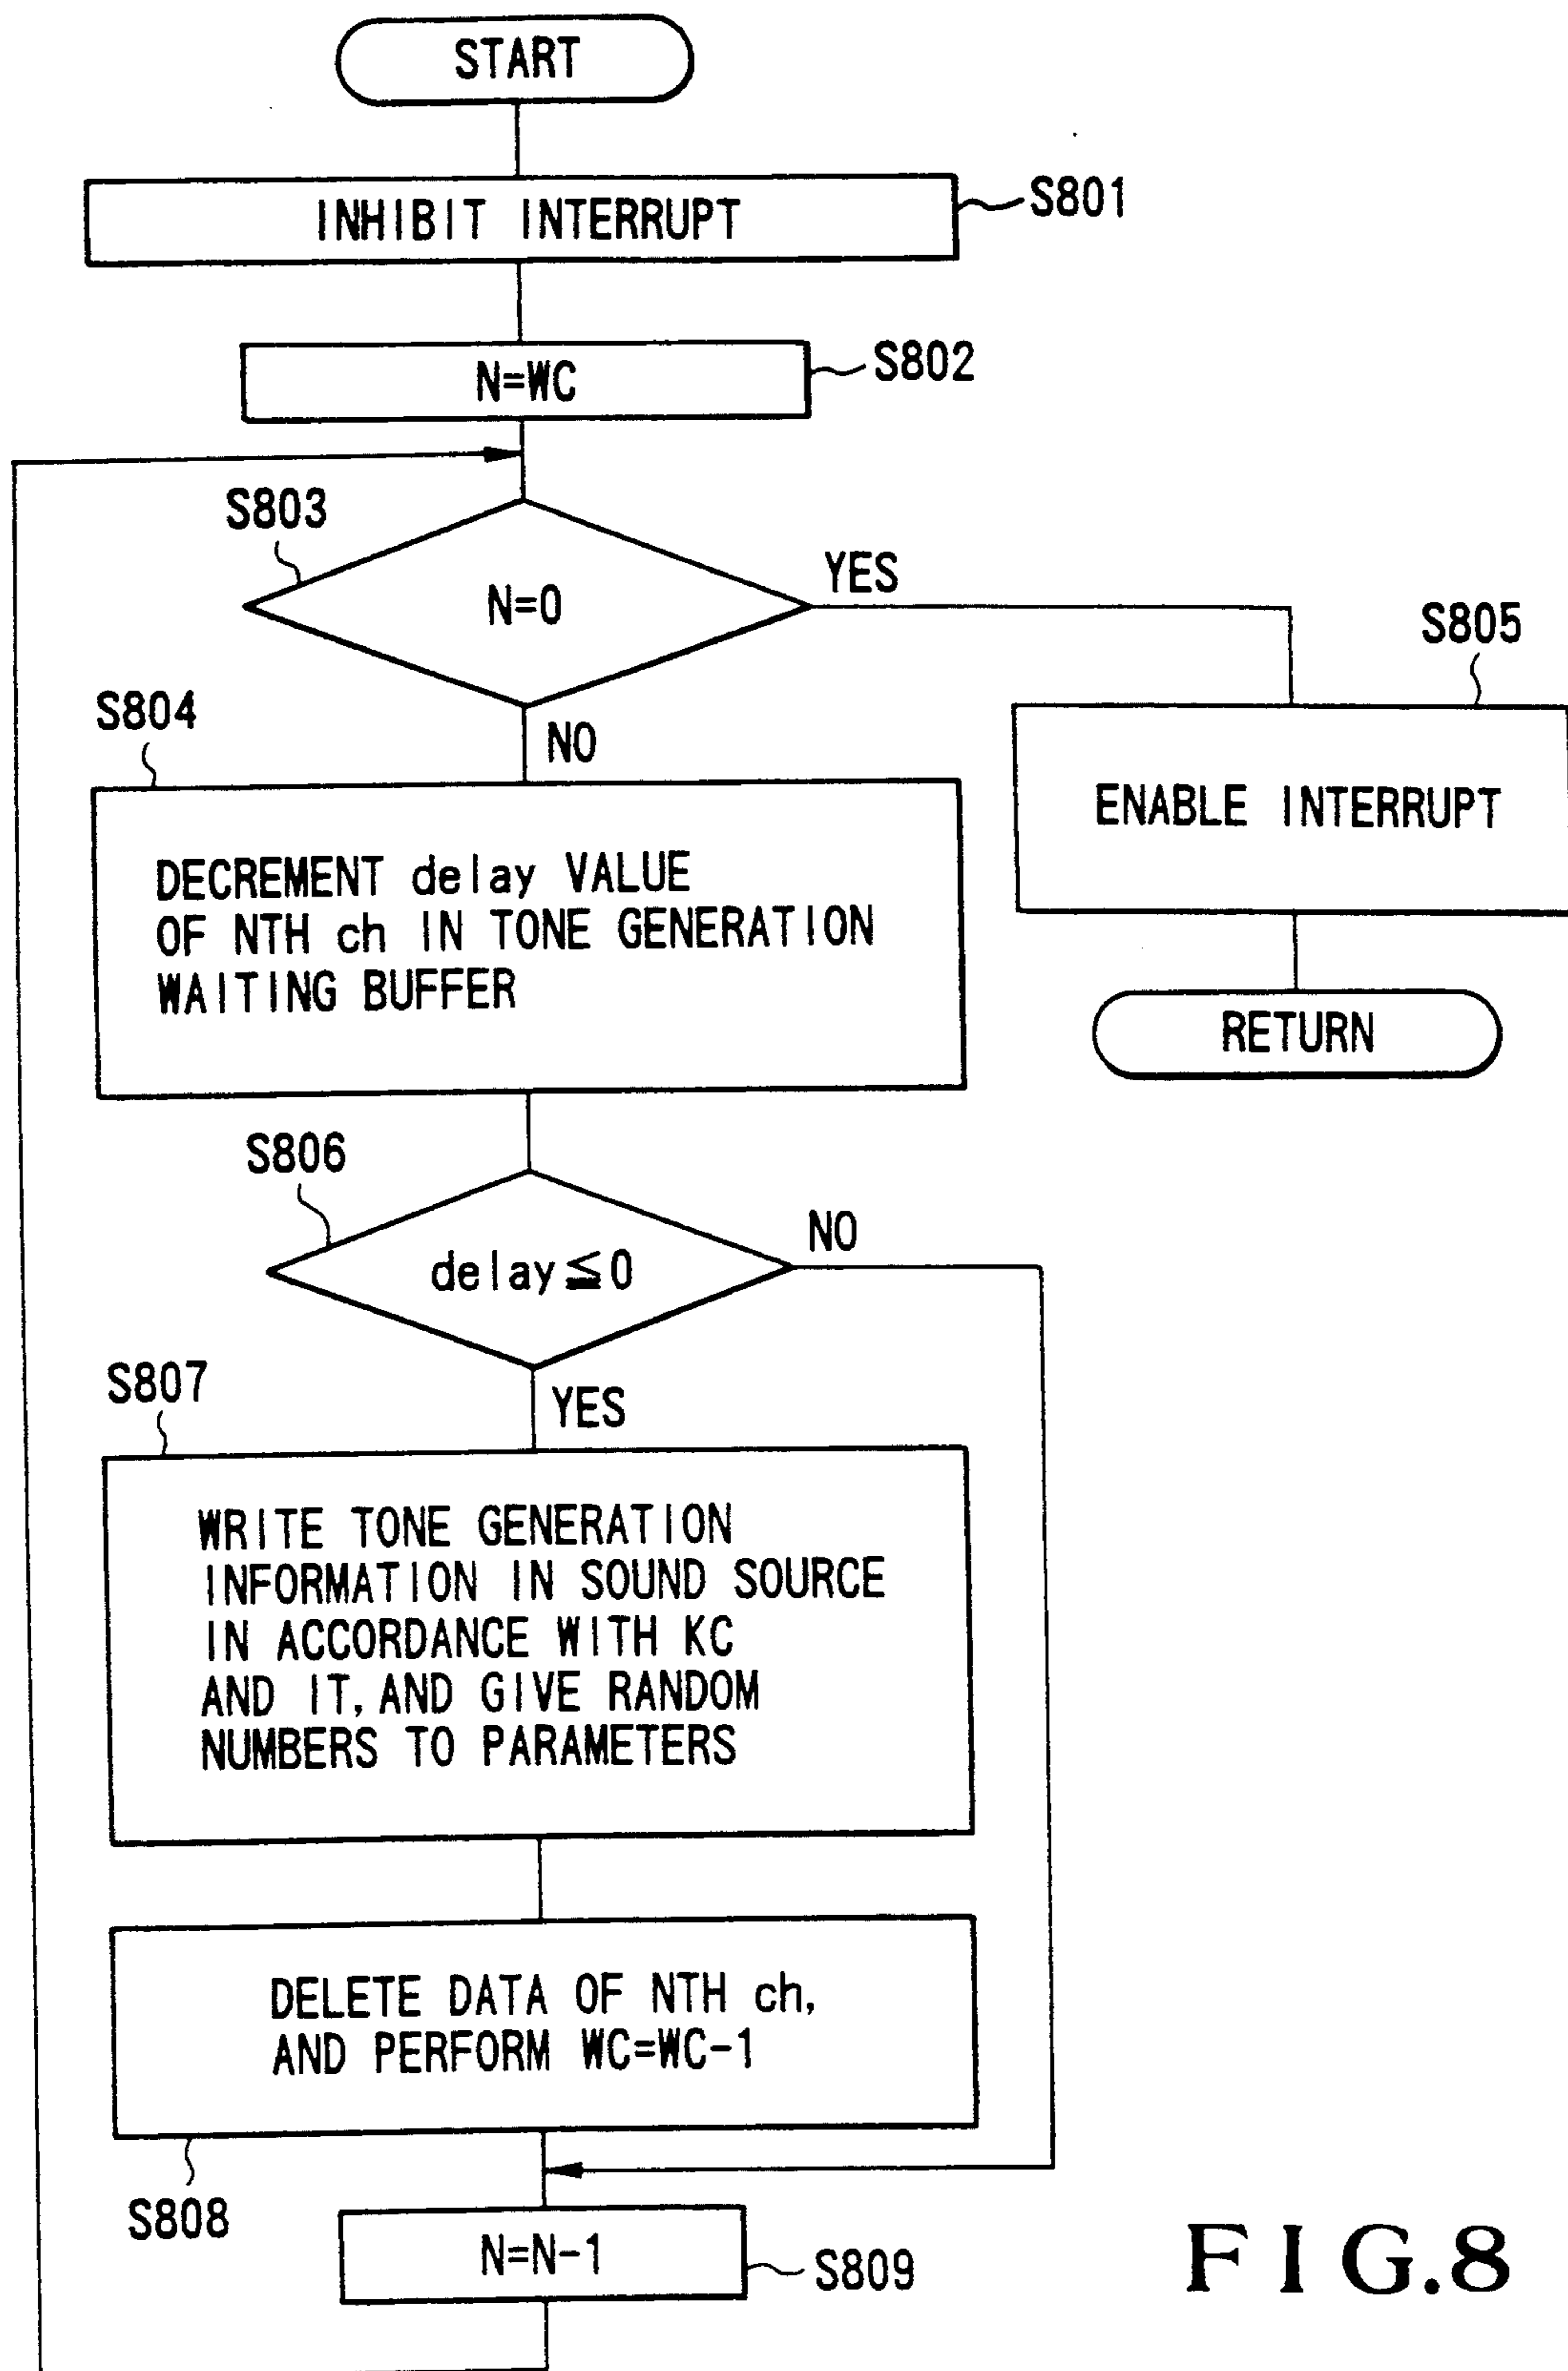 START
INHIBIT INTERRUPT
S801
N=WC
S802
S803
N=0
YES
S805
S804
NO
ENABLE INTERRUPT
DECREMENT delay VALUE
OF NTH ch IN TONE GENERATION
WAITING BUFFER
RETURN
S806
NO
delay≦0
S807
YES
WRITE TONE GENERATION
INFORMATION IN SOUND SOURCE
IN ACCORDANCE WITH KC
AND IT, AND GIVE RANDOM
NUMBERS TO PARAMETERS
DELETE DATA OF NTH ch,
AND PERFORM WC=WC-1
S808
N=N-1
S809
FIG.8